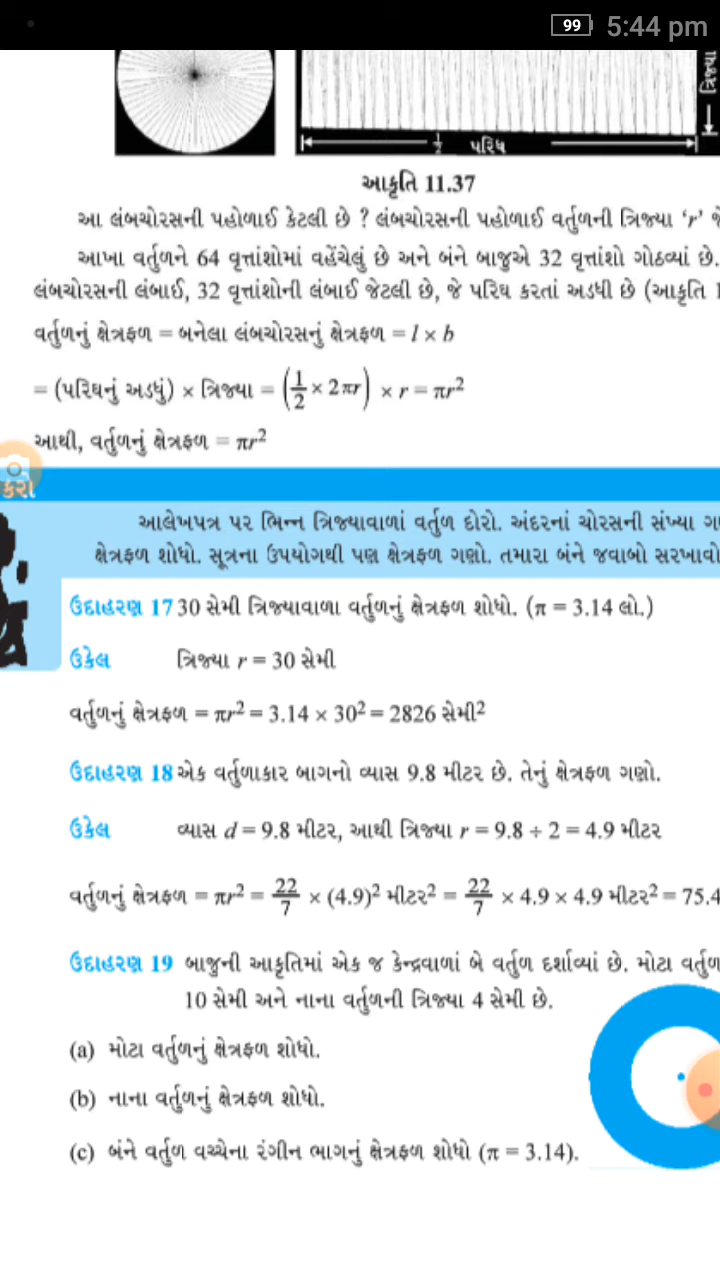 99 5:44 pm
ત્રિજ્યા
1/2 પરિઘ
આકૃતિ 11.37
આ લંબચોરસની પહોળાઈ કેટલી છે ? લંબચોરસની પહોળાઈ વર્તુળની ત્રિજ્યા ‘r’
આખા વર્તુળને 64 વૃત્તાંશોમાં વહેંચેલું છે અને બંને બાજુએ 32 વૃત્તાંશો ગોઠવ્યાં છે.
લંબચોરસની લંબાઈ, 32 વૃત્તાંશોની લંબાઈ જેટલી છે, જે પરિઘ કરતાં અડધી છે (આકૃતિ
વર્તુળનું ક્ષેત્રફળ = બનેલા લંબચોરસનું ક્ષેત્રફળ = l × b
= (પરિઘનું અડધું) × ત્રિજ્યા = (1/2 × 2πr) × r = πr²
આથી, વર્તુળનું ક્ષેત્રફળ = πr²
કરો
આલેખપત્ર પર ભિન્ન ત્રિજ્યાવાળાં વર્તુળ દોરો. અંદરનાં ચોરસની સંખ્યા
ક્ષેત્રફળ શોધો. સૂત્રના ઉપયોગથી પણ ક્ષેત્રફળ ગણો. તમારા બંને જવાબો સરખાવો
ઉદાહરણ 17 30 સેમી ત્રિજ્યાવાળા વર્તુળનું ક્ષેત્રફળ શોધો. (π = 3.14 લો.)
ઉકેલ ત્રિજ્યા r = 30 સેમી
વર્તુળનું ક્ષેત્રફળ = πr² = 3.14 × 30² = 2826 સેમી²
ઉદાહરણ 18 એક વર્તુળાકાર બાગનો વ્યાસ 9.8 મીટર છે. તેનું ક્ષેત્રફળ ગણો.
ઉકેલ વ્યાસ d = 9.8 મીટર, આથી ત્રિજ્યા r = 9.8 ÷ 2 = 4.9 મીટર
વર્તુળનું ક્ષેત્રફળ = πr² = 22/7 × (4.9)² મીટર² = 22/7 × 4.9 × 4.9 મીટર² = 75.4
ઉદાહરણ 19 બાજુની આકૃતિમાં એક જ કેન્દ્રવાળાં બે વર્તુળ દર્શાવ્યાં છે. મોટા વર્તુળ
10 સેમી અને નાના વર્તુળની ત્રિજ્યા 4 સેમી છે.
(a) મોટા વર્તુળનું ક્ષેત્રફળ શોધો.
(b) નાના વર્તુળનું ક્ષેત્રફળ શોધો.
(c) બંને વર્તુળ વચ્ચેના રંગીન ભાગનું ક્ષેત્રફળ શોધો (π = 3.14).